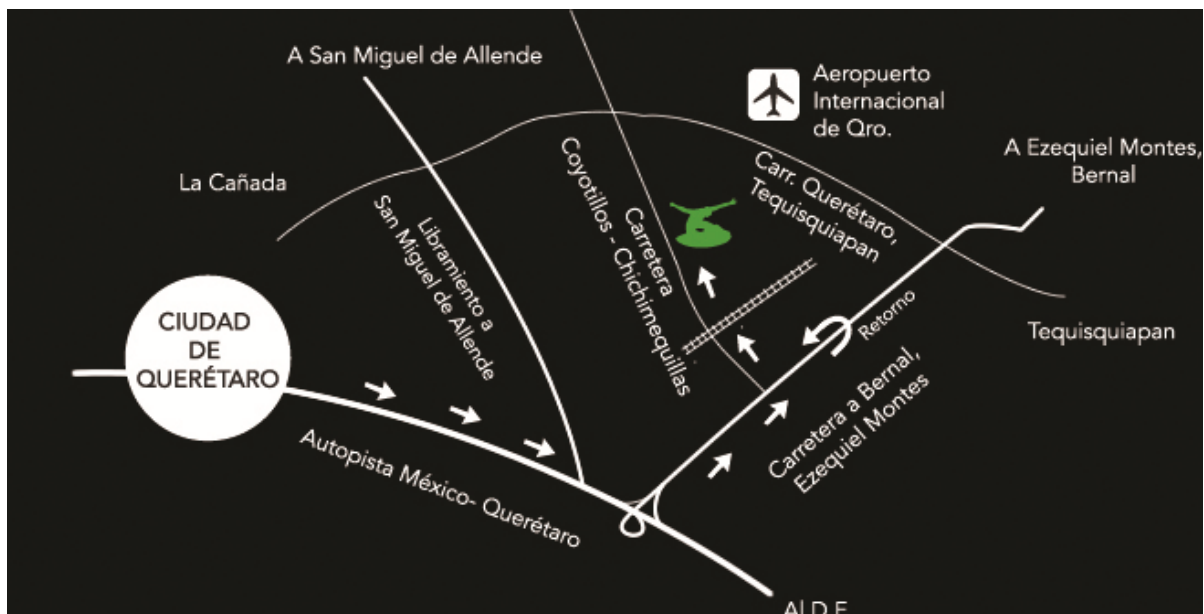 A San Miguel de Allende
Aeropuerto
Internacional
de Qro.
A Ezequiel Montes,
Bernal
La Cañada
Libramiento a
San Miguel de Allende
Carretera
Coyotillos - Chichimequillas
Carr. Querétaro,
Tequisquiapan
CIUDAD
DE
QUERÉTARO
Retorno
Tequisquiapan
Carretera a Bernal,
Ezequiel Montes
Autopista México- Querétaro
Al D.F.